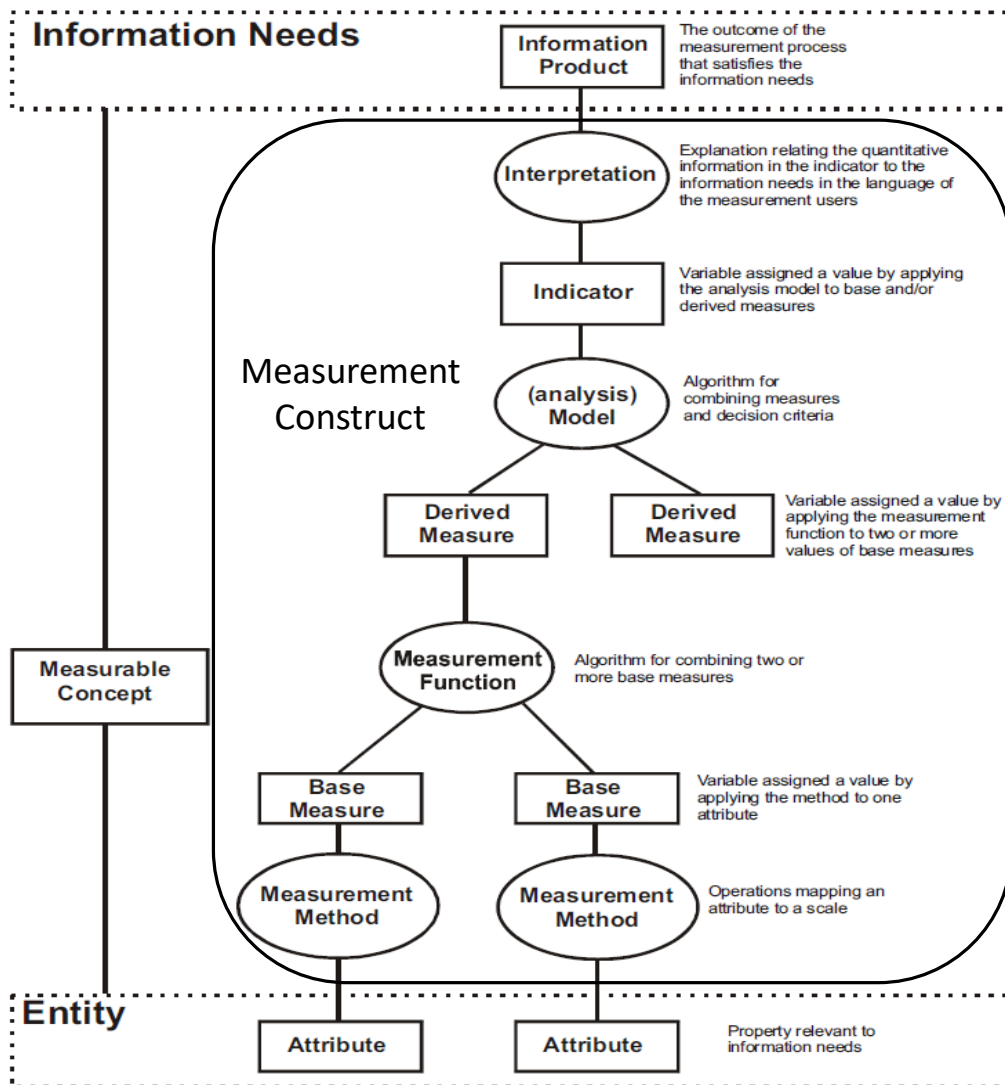 Information Needs
Information
Product
The outcome of the
measurement process
that satisfies the
information needs
Interpretation
Explanation relating the quantitative
information in the indicator to the
information needs in the language of
the measurement users
Indicator
Variable assigned a value by applying
the analysis model to base and/or
derived measures
Measurement
Construct
(analysis)
Model
Algorithm for
combining measures
and decision criteria
Derived
Measure
Derived
Measure
Variable assigned a value by
applying the measurement
function to two or more
values of base measures
Measurement
Function
Algorithm for combining two or
more base measures
Measurable
Concept
Base
Measure
Base
Measure
Variable assigned a value by
applying the method to one
attribute
Measurement
Method
Measurement
Method
Operations mapping an
attribute to a scale
Entity
Attribute
Attribute
Property relevant to
information needs